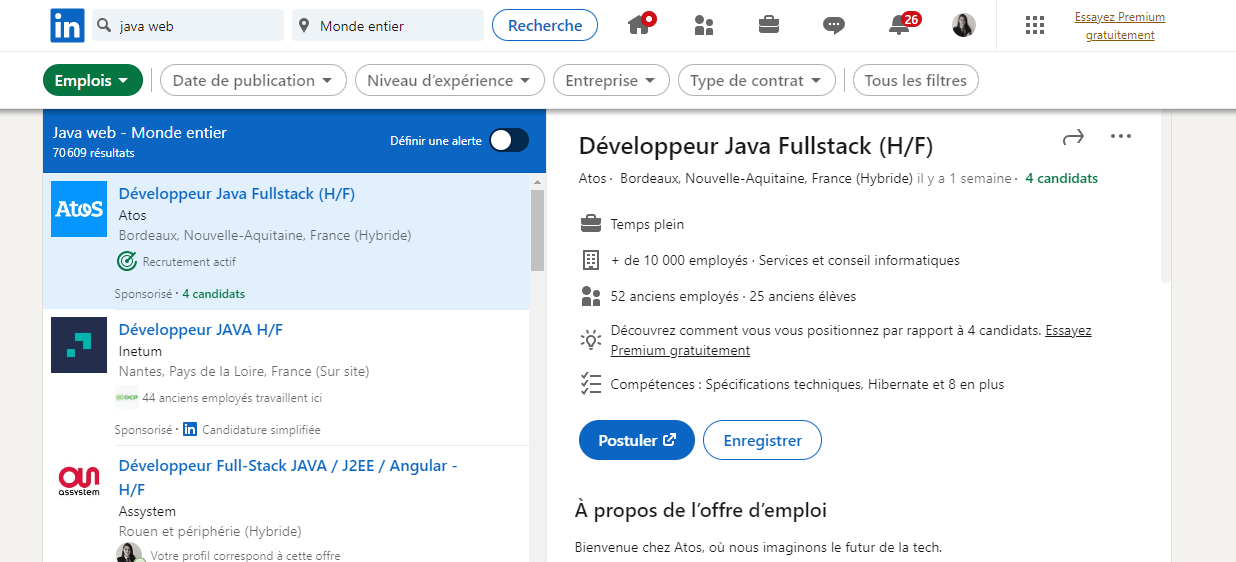 in
java web
Monde entier
Recherche
26
Essayez Premium
gratuitement
Emplois
Date de publication
Niveau d'expérience
Entreprise
Type de contrat
Tous les filtres
Java web - Monde entier
70 609 résultats
Définir une alerte
Atos
Développeur Java Fullstack (H/F)
Atos
Bordeaux, Nouvelle-Aquitaine, France (Hybride)
Recrutement actif
Sponsorisé · 4 candidats
Développeur JAVA H/F
Inetum
Nantes, Pays de la Loire, France (Sur site)
OCP
44 anciens employés travaillent ici
Sponsorisé · in Candidature simplifiée
assystem
Développeur Full-Stack JAVA / J2EE / Angular -
H/F
Assystem
Rouen et périphérie (Hybride)
Votre profil correspond à cette offre
Développeur Java Fullstack (H/F)
Atos · Bordeaux, Nouvelle-Aquitaine, France (Hybride) il y a 1 semaine · 4 candidats
Temps plein
+ de 10 000 employés · Services et conseil informatiques
52 anciens employés · 25 anciens élèves
Découvrez comment vous vous positionnez par rapport à 4 candidats. Essayez
Premium gratuitement
Compétences : Spécifications techniques, Hibernate et 8 en plus
Postuler
Enregistrer
À propos de l'offre d'emploi
Bienvenue chez Atos, où nous imaginons le futur de la tech.